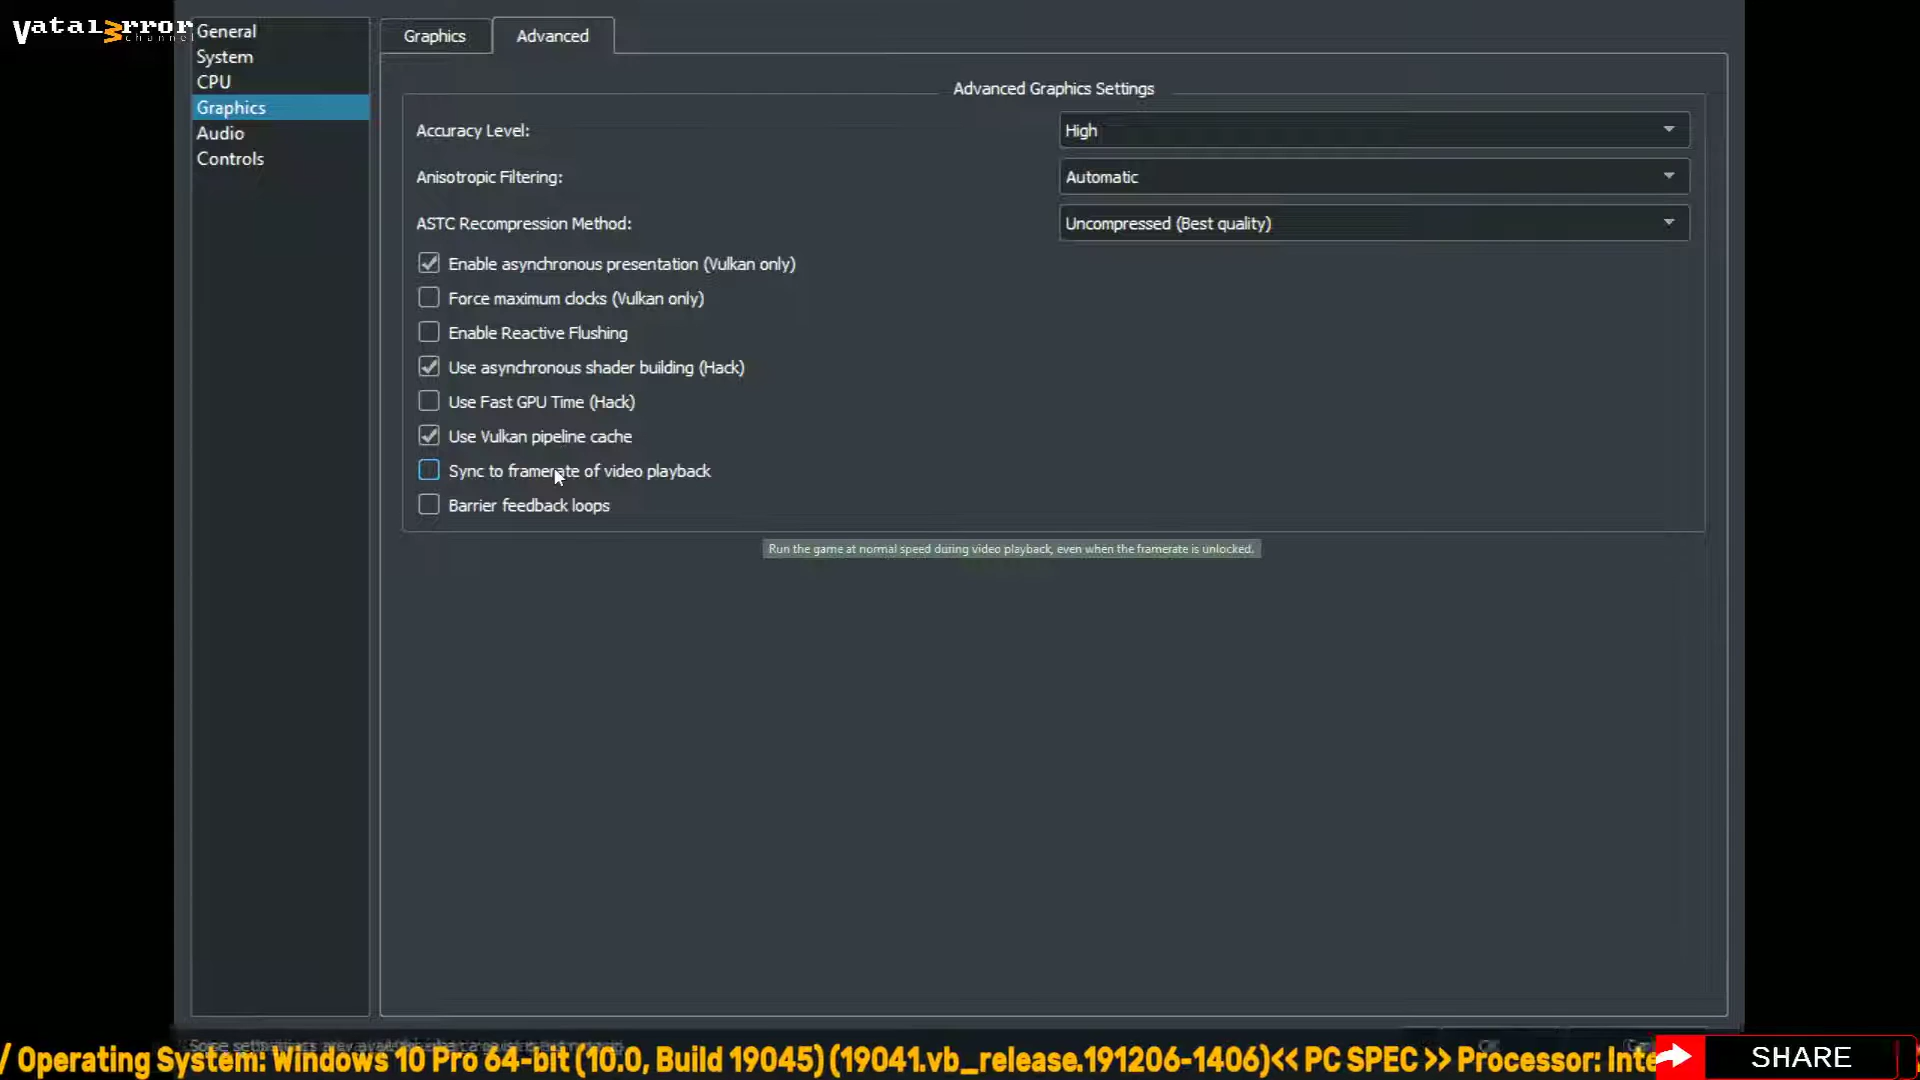 Vatal3rror
channel
General
System
CPU
Graphics
Audio
Controls
Graphics
Advanced
Advanced Graphics Settings
Accuracy Level:
High
Anisotropic Filtering:
Automatic
ASTC Recompression Method:
Uncompressed (Best quality)
Enable asynchronous presentation (Vulkan only)
Force maximum clocks (Vulkan only)
Enable Reactive Flushing
Use asynchronous shader building (Hack)
Use Fast GPU Time (Hack)
Use Vulkan pipeline cache
Sync to framerate of video playback
Barrier feedback loops
Run the game at normal speed during video playback, even when the framerate is unlocked.
/ Operating System: Windows 10 Pro 64-bit (10.0, Build 19045) (19041.vb_release.191206-1406)<< PC SPEC >> Processor: Inte
SHARE